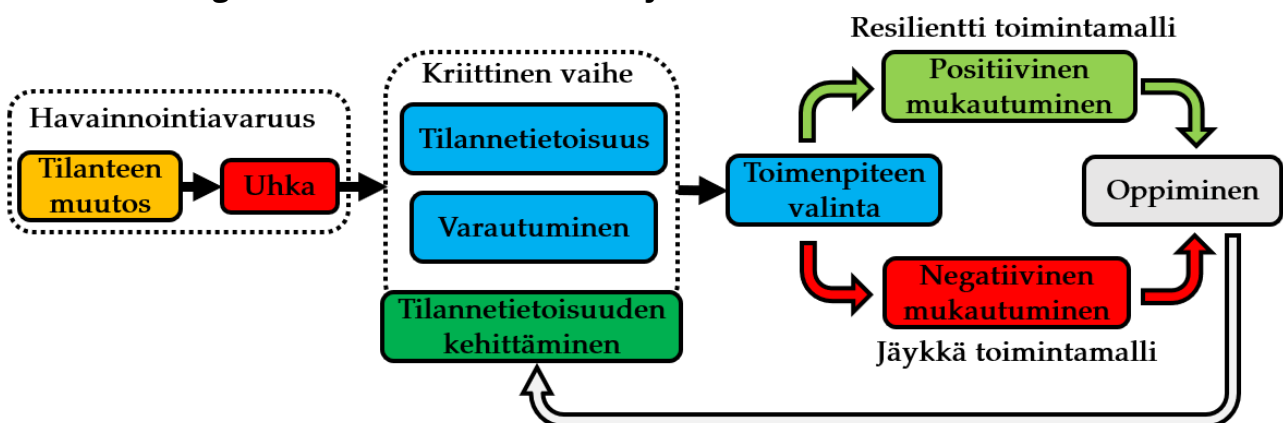 Havainnointiavaruus
Tilanteen
muutos
Uhka
Kriittinen vaihe
Tilannetietoisuus
Varautuminen
Tilannetietoisuuden
kehittäminen
Toimenpiteen
valinta
Resilientti toimintamalli
Positiivinen
mukautuminen
Negatiivinen
mukautuminen
Jäykkä toimintamalli
Oppiminen